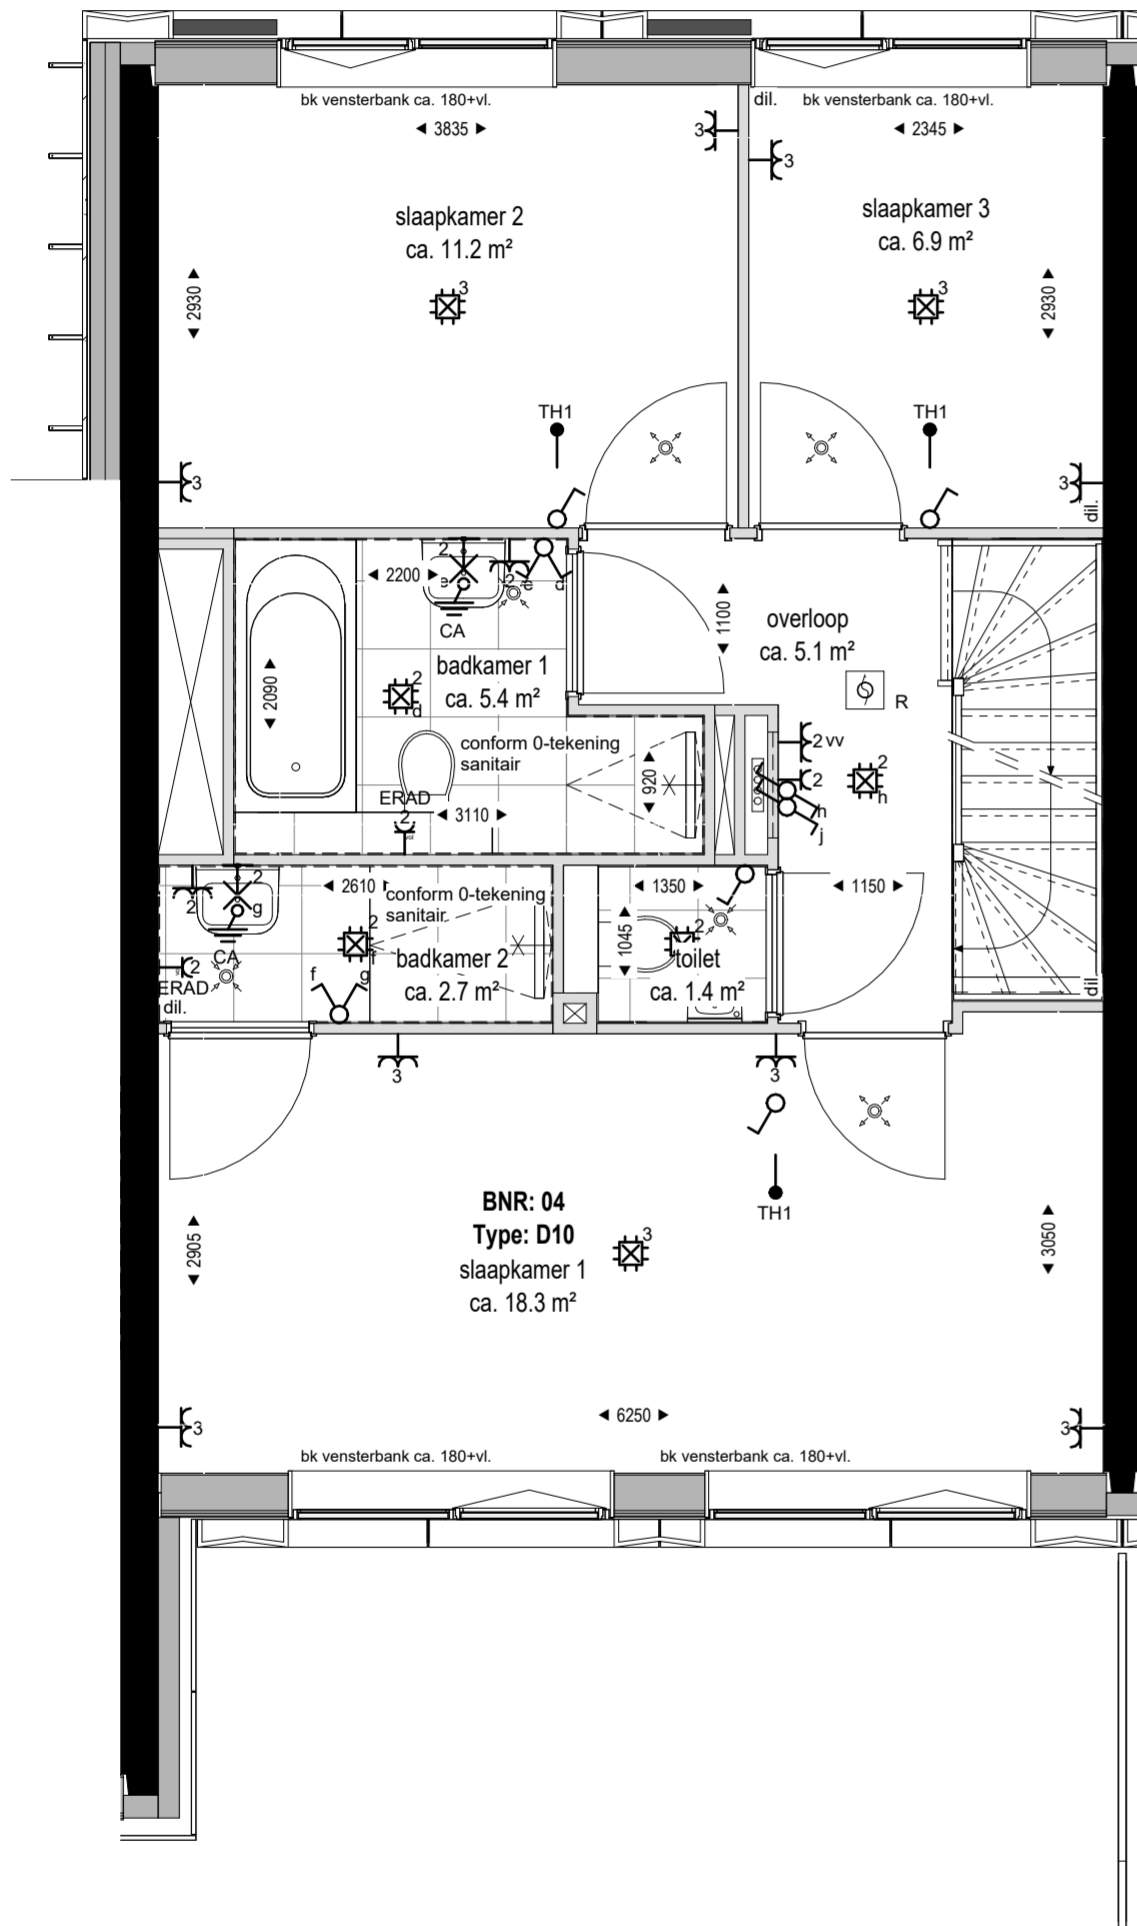 bk vensterbank ca. 180+vl.
dil.
bk vensterbank ca. 180+vl.
3835
3
3
2345
slaapkamer 2
ca. 11.2 m²
slaapkamer 3
ca. 6.9 m²
2930
3
3
2930
TH1
TH1
3
3
dil.
2
2200
e
2
e
d
CA
1100
overloop
ca. 5.1 m²
badkamer 1
ca. 5.4 m²
2090
2
d
R
conform 0-tekening
sanitair
2 vv
2
2
h
920
ERAD
2
3110
h
j
2
g
2
2610
conform 0-tekening
sanitair
1350
1150
2
f
1045
2
CA
badkamer 2
ca. 2.7 m²
toilet
ca. 1.4 m²
2
ERAD
dil.
f
g
dil.
3
3
TH1
BNR: 04
Type: D10
slaapkamer 1
ca. 18.3 m²
2905
3
3050
3
6250
3
bk vensterbank ca. 180+vl.
bk vensterbank ca. 180+vl.